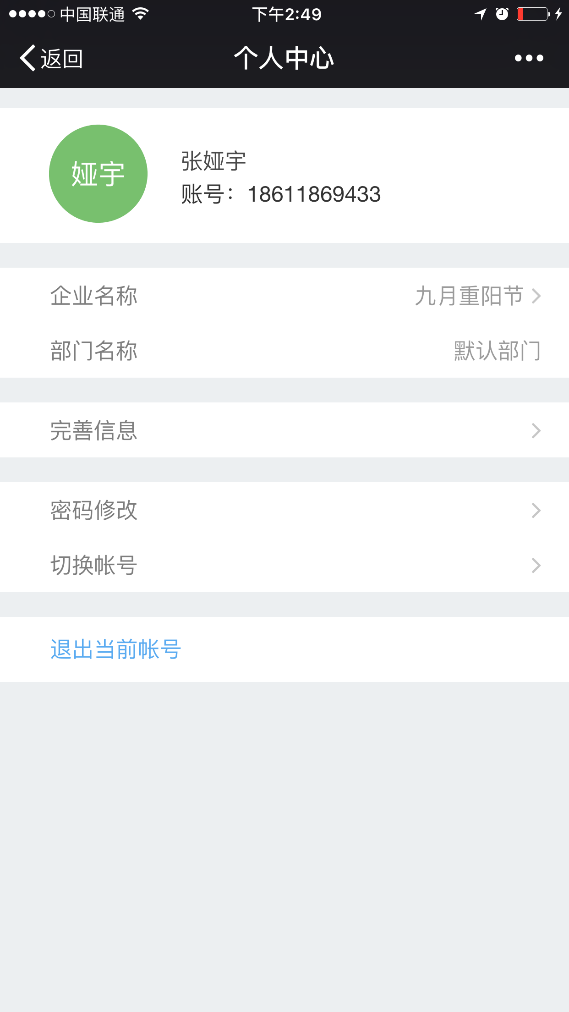 中国联通 下午2:49
返回 个人中心
娅宇
张娅宇
账号：18611869433
企业名称 九月重阳节
部门名称 默认部门
完善信息
密码修改
切换帐号
退出当前帐号